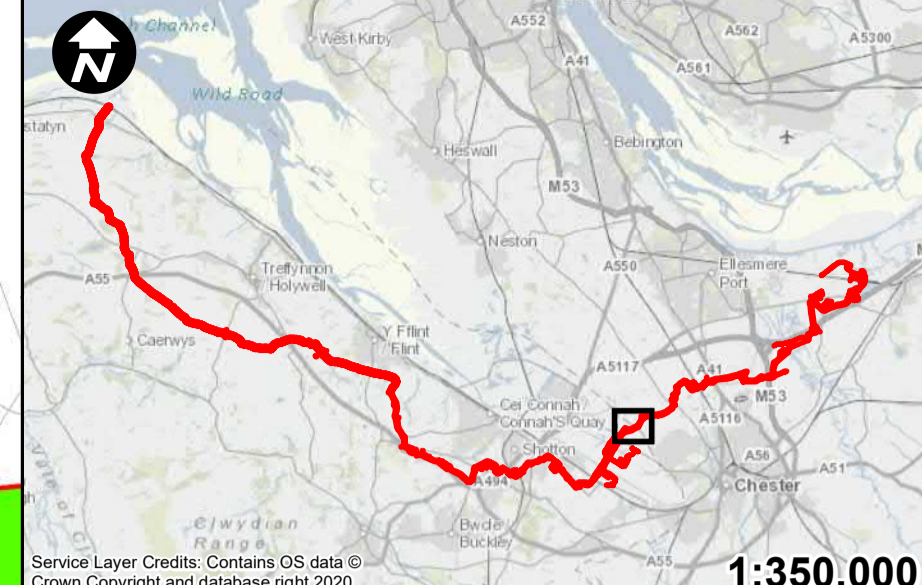 A552
A562
A5300
h Channel
West Kirby
A41
A561
N
Wild Road
statyn
Bebington
Heswall
M53
Neston
A550
Ellesmere
Port
Treffynnon
/Holywell
A55
Caerwys
Y Fflint
/Flint
A5117
A41
M53
Cei Connah/
Connah'S Quay
A5116
Shotton
A56
A51
A494
Chester
Clwydian
Range
Bwcle/
Buckley
A55
Service Layer Credits: Contains OS data ©
Crown Copyright and database right 2020
1:350,000